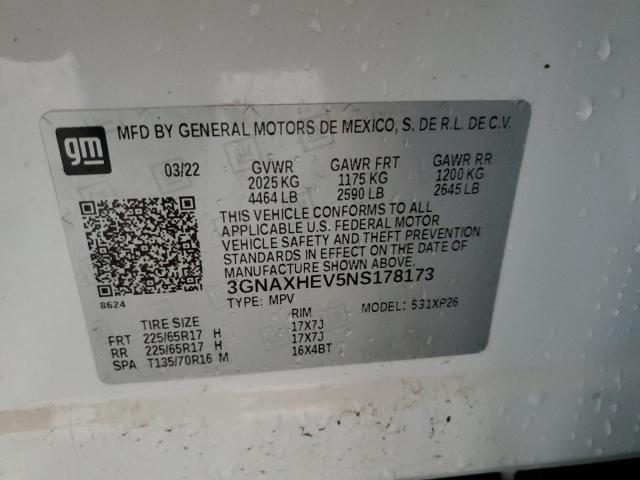 gm
MFD BY GENERAL MOTORS DE MEXICO, S. DE R.L. DE C.V.
03/22 GVWR GAWR FRT GAWR RR
2025 KG 1175 KG 1200 KG
4464 LB 2590 LB 2645 LB
THIS VEHICLE CONFORMS TO ALL
APPLICABLE U.S. FEDERAL MOTOR
VEHICLE SAFETY AND THEFT PREVENTION
STANDARDS IN EFFECT ON THE DATE OF
MANUFACTURE SHOWN ABOVE.
8624 3GNAXHEV5NS178173
TYPE: MPV MODEL: 531XP26
TIRE SIZE RIM
FRT 225/65R17 H 17X7J
RR 225/65R17 H 17X7J
SPA T135/70R16 M 16X4BT